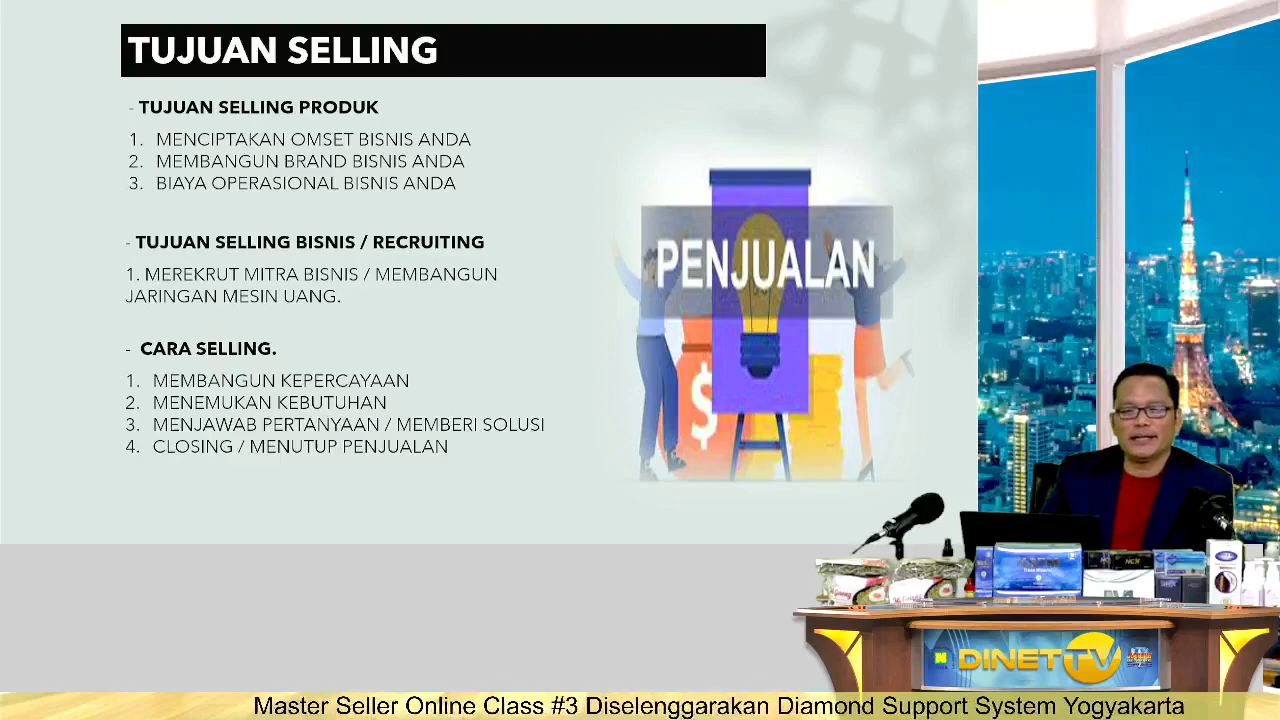 TUJUAN SELLING
- TUJUAN SELLING PRODUK
1. MENCIPTAKAN OMSET BISNIS ANDA
2. MEMBANGUN BRAND BISNIS ANDA
3. BIAYA OPERASIONAL BISNIS ANDA
- TUJUAN SELLING BISNIS / RECRUITING
1. MEREKRUT MITRA BISNIS / MEMBANGUN
JARINGAN MESIN UANG.
- CARA SELLING.
1. MEMBANGUN KEPERCAYAAN
2. MENEMUKAN KEBUTUHAN
3. MENJAWAB PERTANYAAN / MEMBERI SOLUSI
4. CLOSING / MENUTUP PENJUALAN
PENJUALAN
$
DINET TV
Master Seller Online Class #3 Diselenggarakan Diamond Support System Yogyakarta